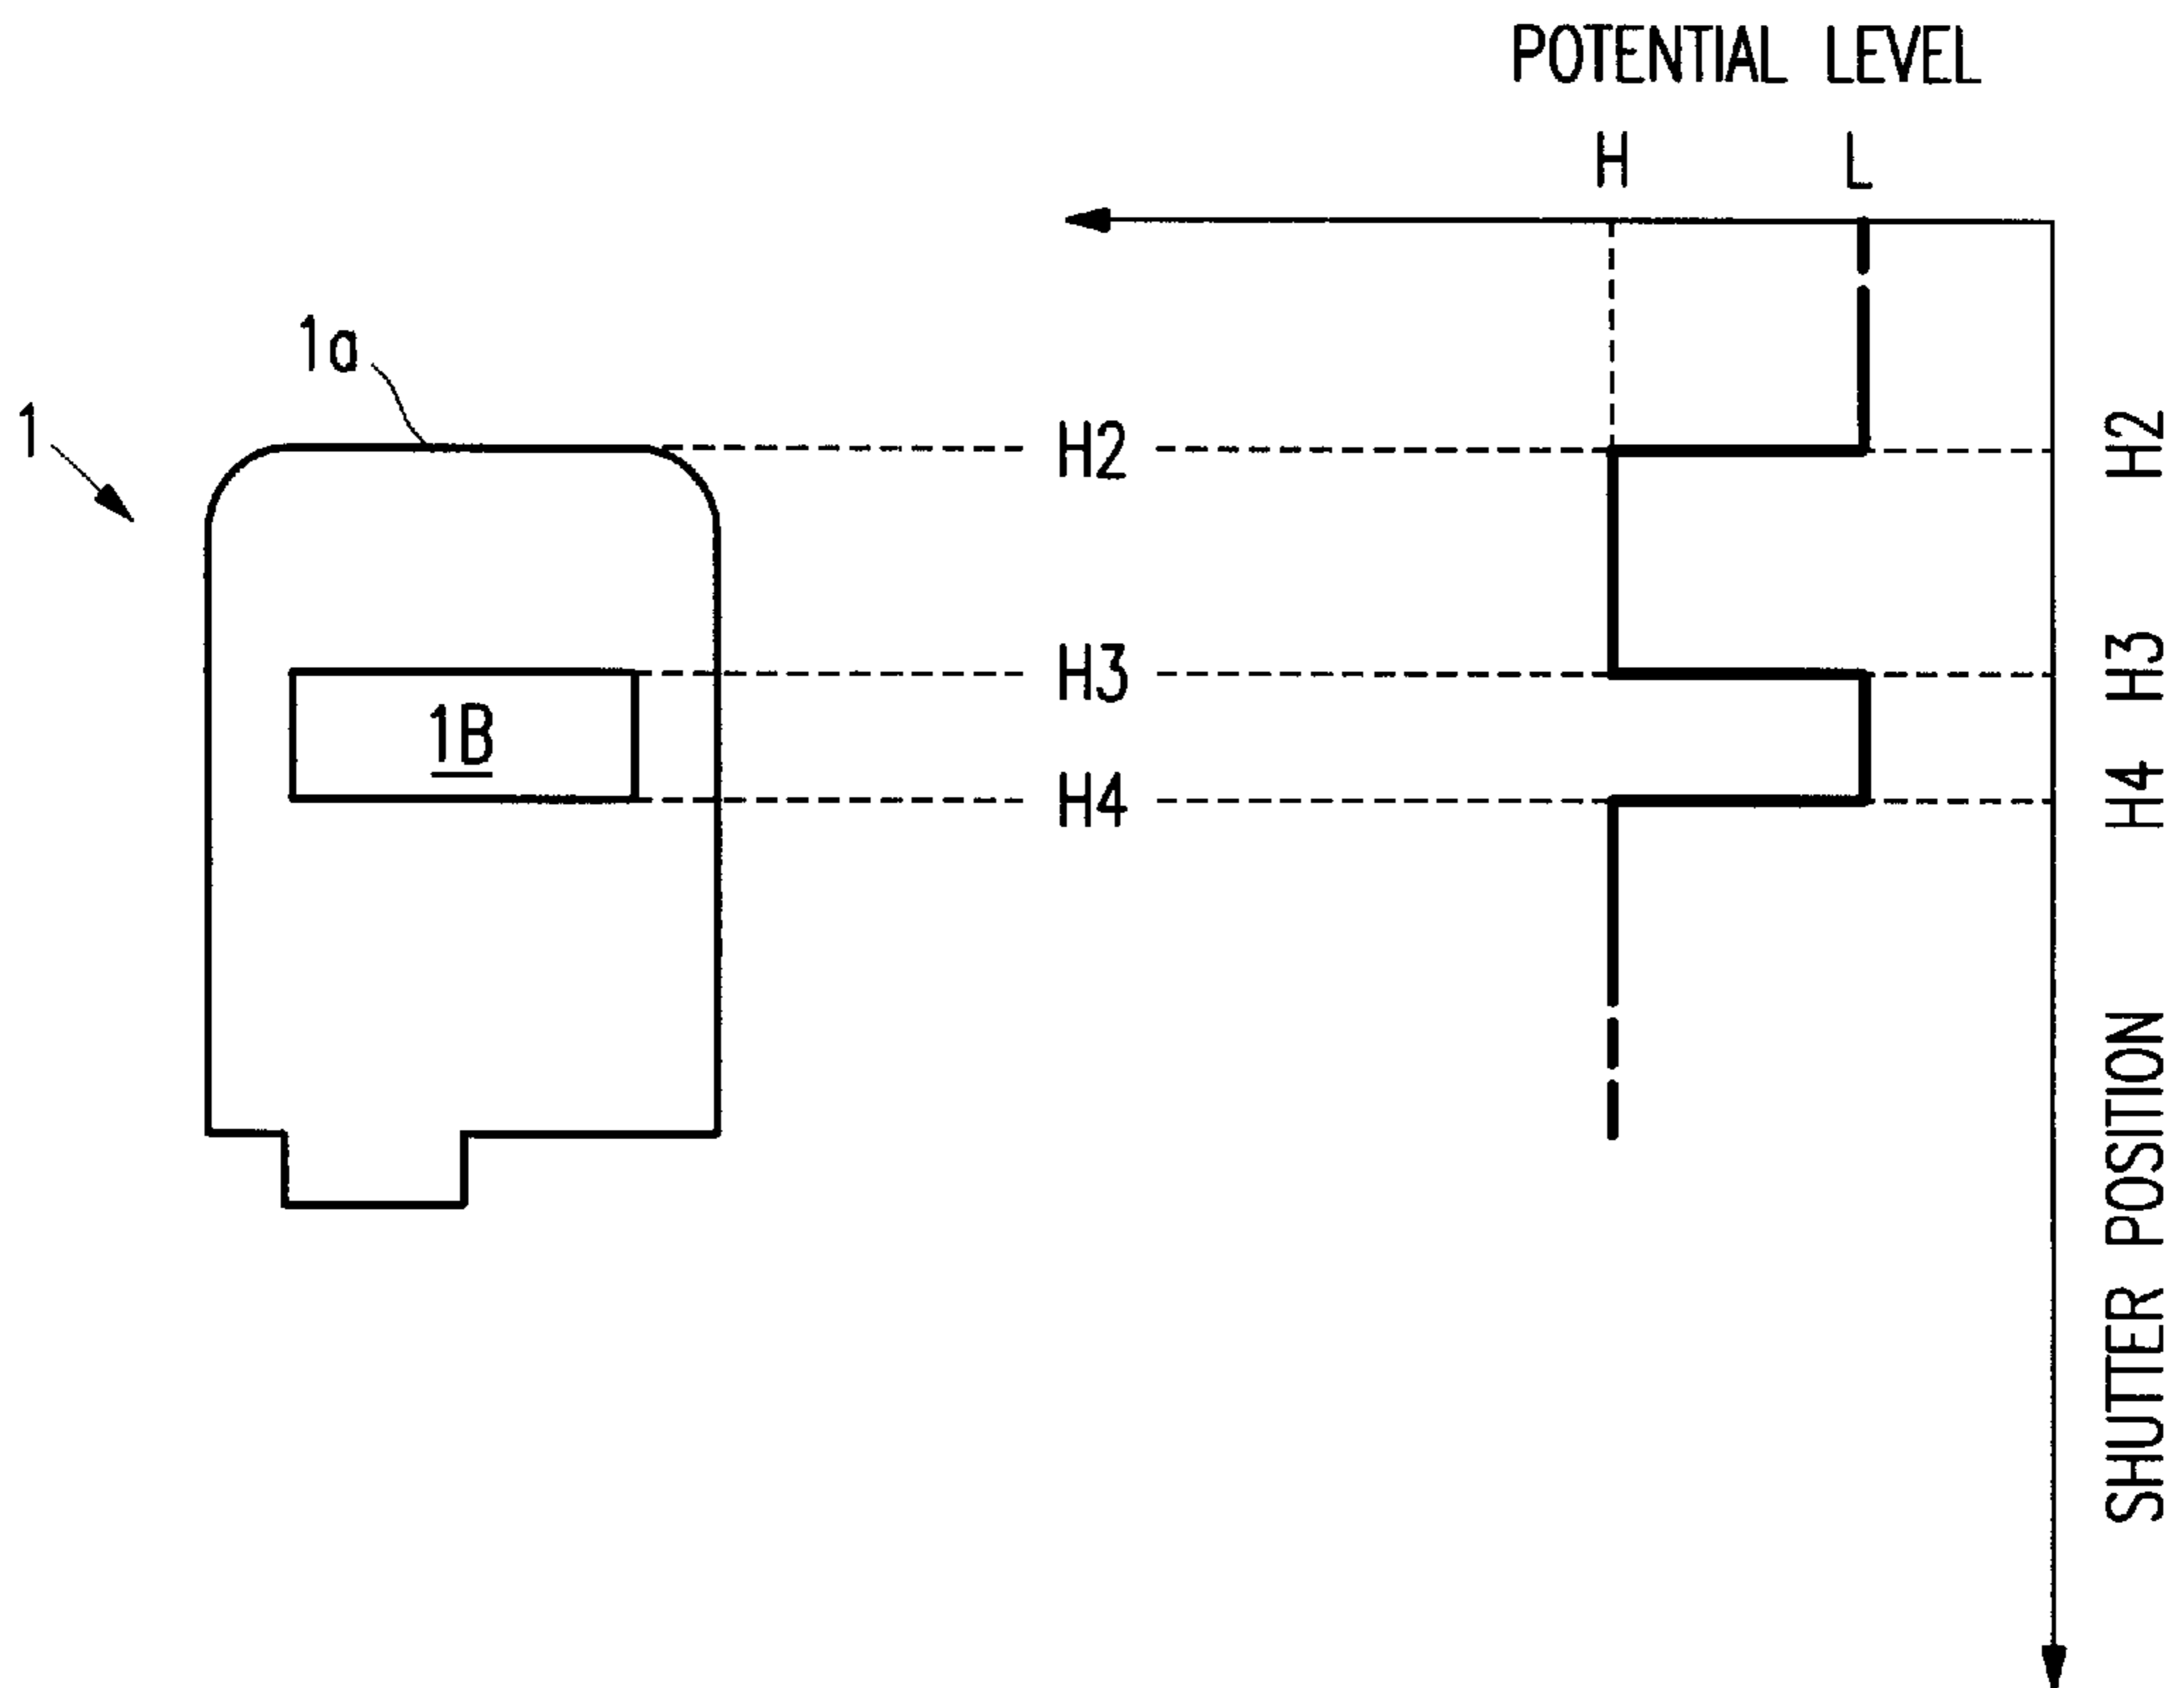 POTENTIAL LEVEL
H L
1a
1
H2 H2
H3 H3
1B
H4 H4
SHUTTER POSITION